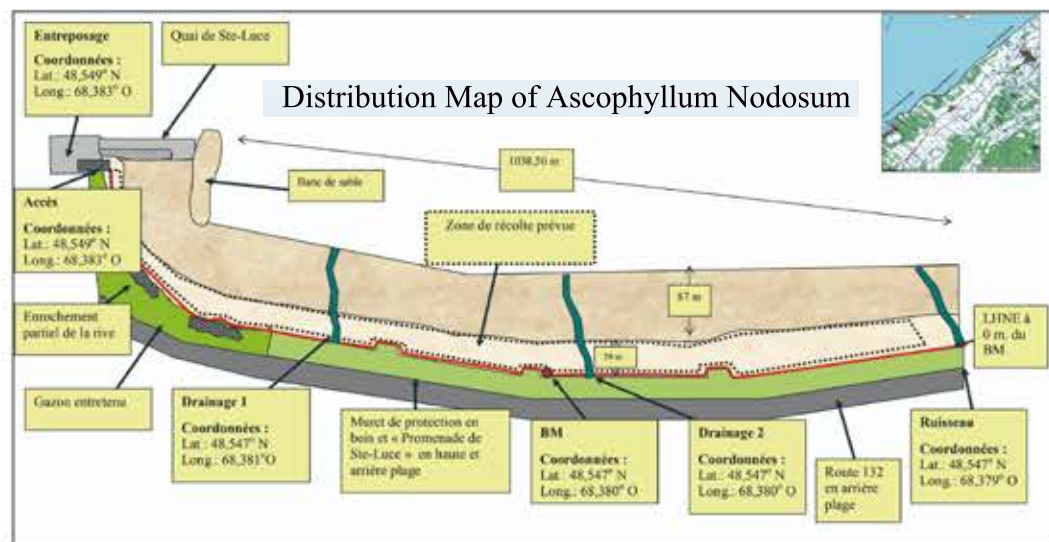 Entreposage
Coordonnées :
Lat.: 48,549° N
Long.: 68,383° O
Quai de Ste-Luce
Distribution Map of Ascophyllum Nodosum
1038,50 m
Banc de sable
Accès
Coordonnées :
Lat.: 48,549° N
Long.: 68,383° O
Zone de récolte prévue
87 m
39 m
Enrochement
partiel de la rive
LHNE à
0 m. du
BM
Gazon entretenu
Drainage 1
Coordonnées :
Lat.: 48,547° N
Long.: 68,381°O
Muret de protection en
bois et « Promenade de
Ste-Luce » en haute et
arrière plage
BM
Coordonnées :
Lat.: 48,547° N
Long.: 68,380° O
Drainage 2
Coordonnées :
Lat.: 48,547° N
Long.: 68,380° O
Route 132
en arrière
plage
Ruisseau
Coordonnées :
Lat.: 48,547° N
Long.: 68,379° O